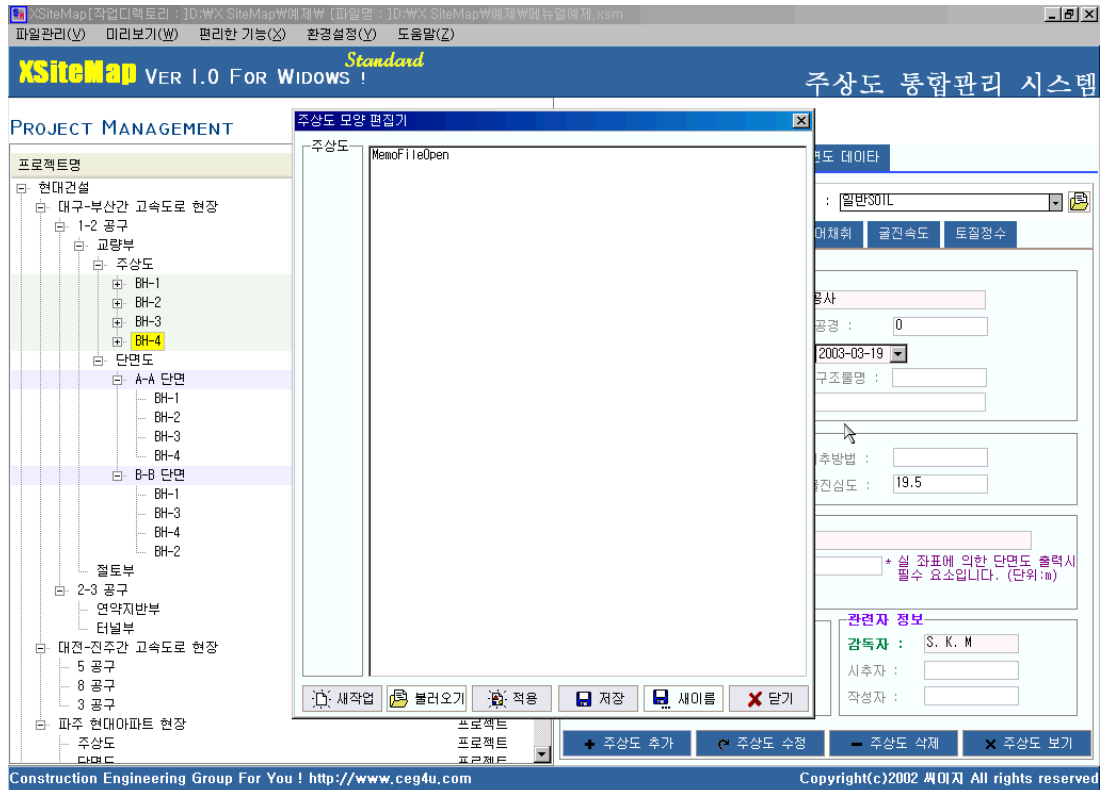 XSiteMap[작업디렉토리 : ]D:₩X SiteMap₩예제₩ [파일명 : ]D:₩X SiteMap₩예제₩메뉴얼예제.xsm
파일관리(V) 미리보기(W) 편리한 기능(X) 환경설정(Y) 도움말(Z)
Standard
XSiteMap VER 1.0 FOR WIDOWS !
주상도 통합관리 시스템
PROJECT MANAGEMENT
프로젝트명
현대건설
대구-부산간 고속도로 현장
1-2 공구
교량부
주상도
BH-1
BH-2
BH-3
BH-4
단면도
A-A 단면
BH-1
BH-2
BH-3
BH-4
B-B 단면
BH-1
BH-3
BH-4
BH-2
절토부
2-3 공구
연약지반부
터널부
대전-진주간 고속도로 현장
5 공구
8 공구
3 공구
파주 현대아파트 현장 프로젝트
주상도 프로젝트
단면도 프로젝트
주상도 모양 편집기
주상도
MemoFileOpen
새작업 불러오기 적용 저장 새이름 닫기
면도 데이타
: 일반SOIL
어채취 굴진속도 토질정수
공사
공경 : 0
2003-03-19
구조물명 :
시추방법 :
굴진심도 : 19.5
* 실 좌표에 의한 단면도 출력시
필수 요소입니다. (단위:m)
관련자 정보
감독자 : S. K. M
시추자 :
작성자 :
주상도 추가 주상도 수정 주상도 삭제 주상도 보기
Construction Engineering Group For You ! http://www.ceg4u.com
Copyright(c)2002 씨이지 All rights reserved